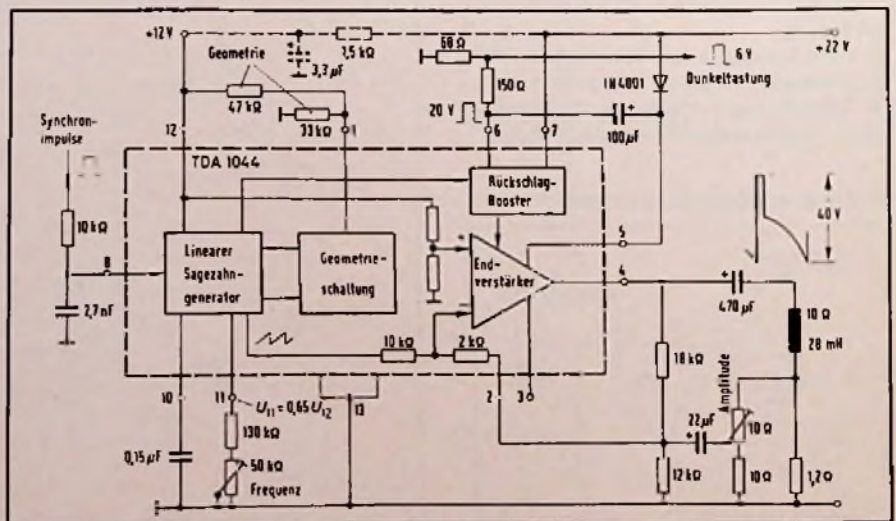 +12V
Geometrie
3,3 µF
1,5 kΩ
68 Ω
6V
Dunkeltastung
+22 V
47 kΩ
33 kΩ
150 Ω
20 V
1N4001
100µF
Synchron-
impulse
12
1
6
7
TDA 1044
10 kΩ
8
2,7 nF
Linearer
Sägezahn-
generator
Geometrie-
schaltung
Rückschlag-
Booster
+
End-
verstärker
−
5
4
40 V
470 µF
10 Ω
28 mH
10 kΩ
2 kΩ
18 kΩ
Amplitude
10
11
U11 = 0,65 U12
13
2
3
0,15 µF
130 kΩ
50 kΩ
Frequenz
22 µF
10 Ω
12 kΩ
10 Ω
1,2 Ω